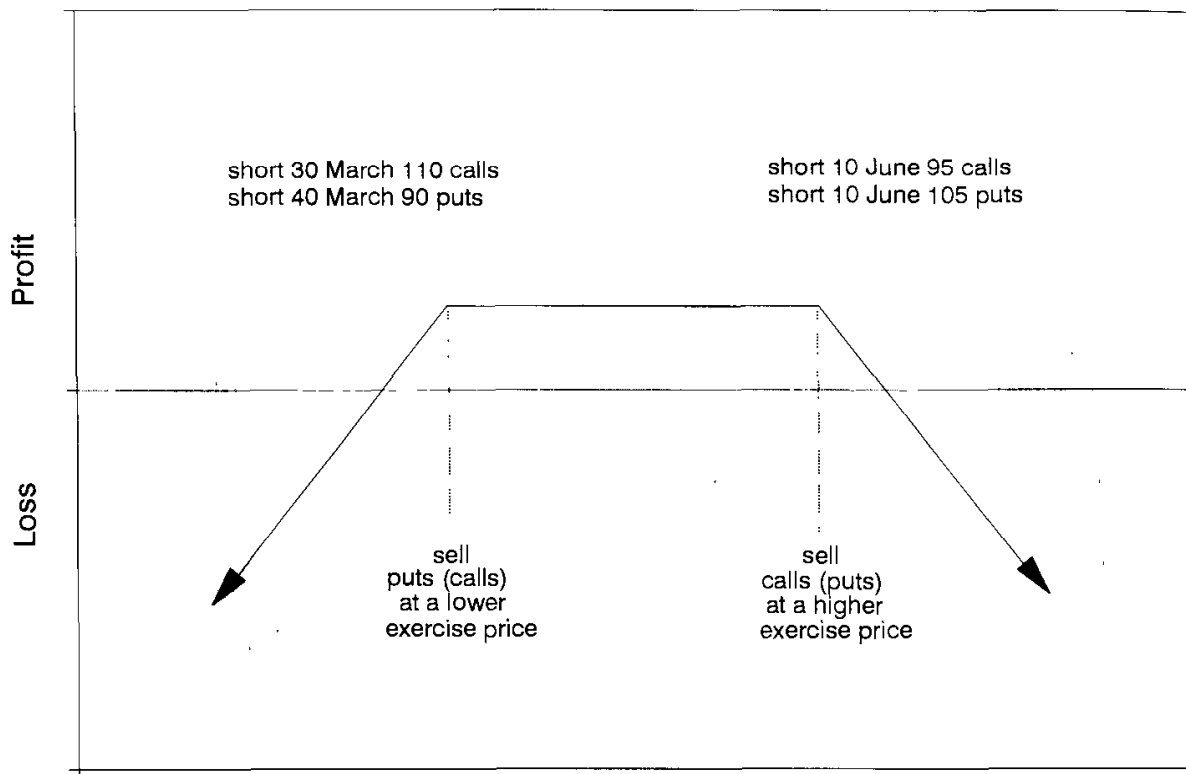 short 30 March 110 calls
short 40 March 90 puts
short 10 June 95 calls
short 10 June 105 puts
Profit
Loss
sell
puts (calls)
at a lower
exercise price
sell
calls (puts)
at a higher
exercise price